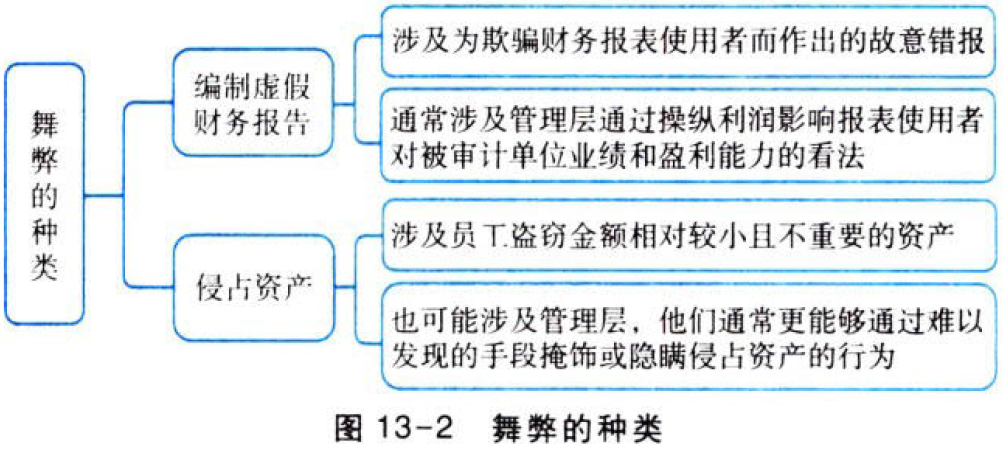 舞弊的种类
编制虚假
财务报告
涉及为欺骗财务报表使用者而作出的故意错报
通常涉及管理层通过操纵利润影响报表使用者
对被审计单位业绩和盈利能力的看法
侵占资产
涉及员工盗窃金额相对较小且不重要的资产
也可能涉及管理层，他们通常更能够通过难以
发现的手段掩饰或隐瞒侵占资产的行为
图 13-2 舞弊的种类